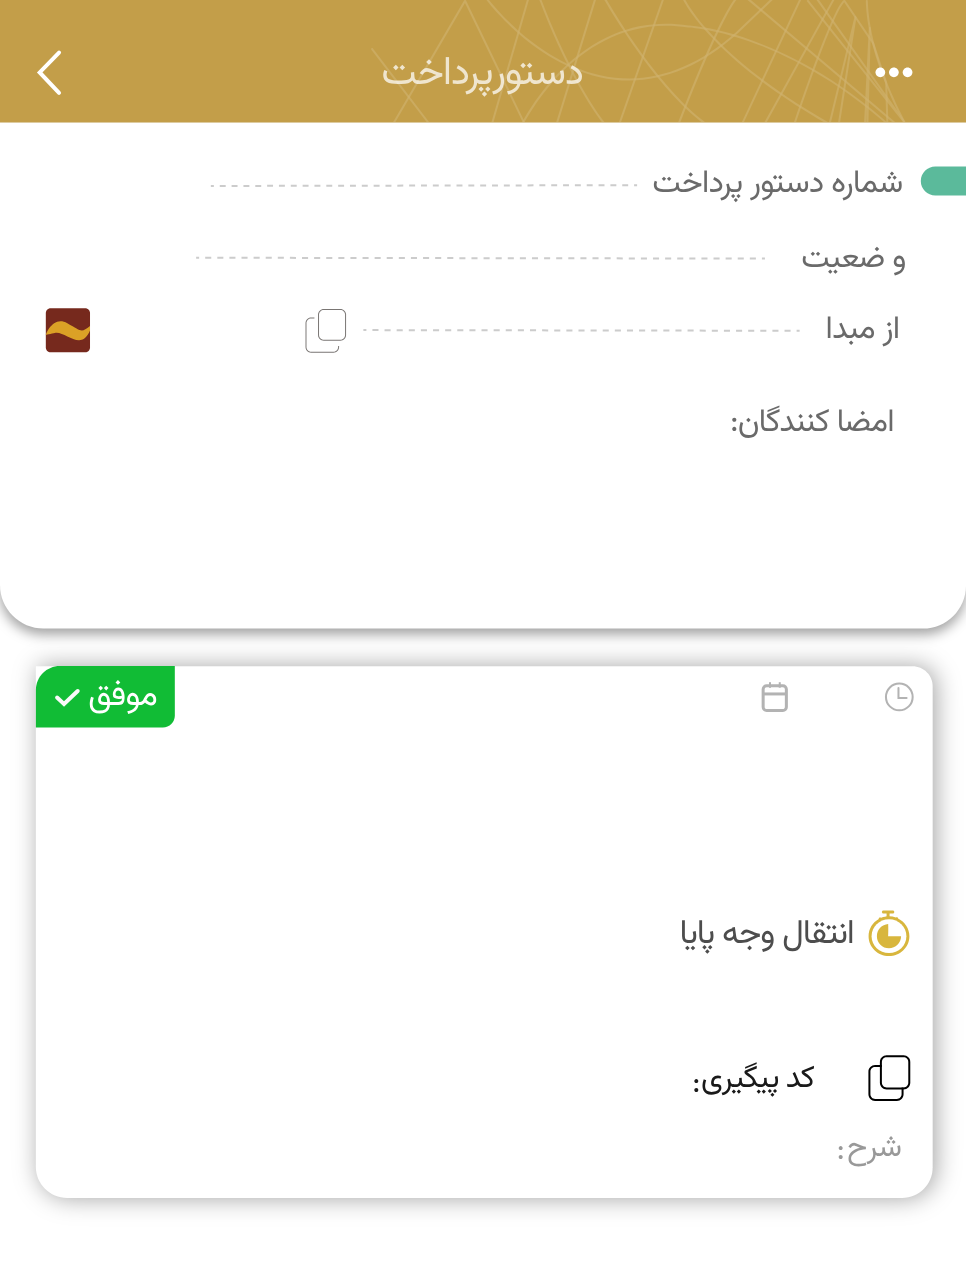 دستورپرداخت
شماره دستور پرداخت
و ضعیت
از مبدا
امضا کنندگان:
موفق
انتقال وجه پایا
کد پیگیری:
شرح: